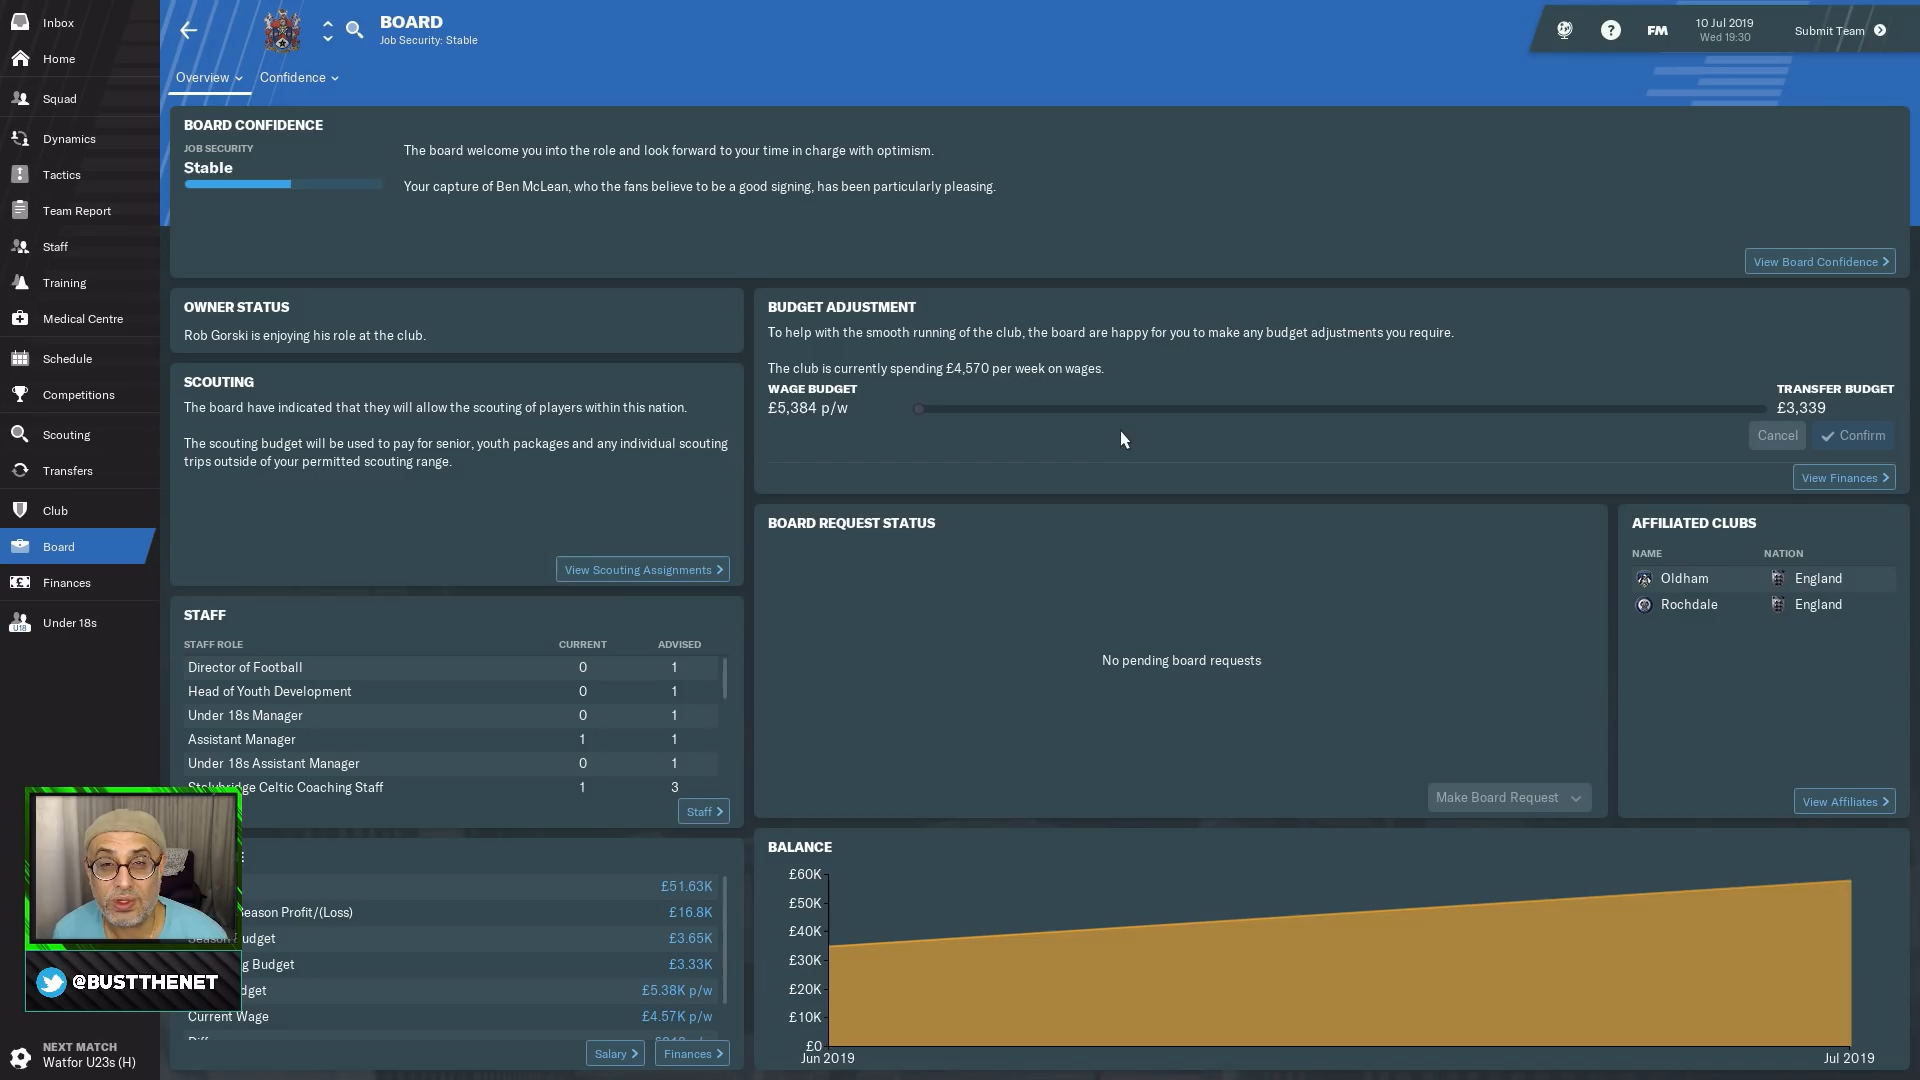 Inbox
Home
Squad
Dynamics
Tactics
Team Report
Staff
Training
Medical Centre
Schedule
Competitions
Scouting
Transfers
Club
Board
Finances
U18
Under 18s
NEXT MATCH
Watfor U23s (H)
BOARD
Job Security: Stable
?
FM
10 Jul 2019
Wed 19:30
Submit Team
Overview
Confidence
BOARD CONFIDENCE
JOB SECURITY
Stable
The board welcome you into the role and look forward to your time in charge with optimism.
Your capture of Ben McLean, who the fans believe to be a good signing, has been particularly pleasing.
View Board Confidence
OWNER STATUS
Rob Gorski is enjoying his role at the club.
SCOUTING
The board have indicated that they will allow the scouting of players within this nation.
The scouting budget will be used to pay for senior, youth packages and any individual scouting
trips outside of your permitted scouting range.
View Scouting Assignments
BUDGET ADJUSTMENT
To help with the smooth running of the club, the board are happy for you to make any budget adjustments you require.
The club is currently spending £4,570 per week on wages.
WAGE BUDGET
£5,384 p/w
TRANSFER BUDGET
£3,339
Cancel
Confirm
View Finances
STAFF
STAFF ROLE CURRENT ADVISED
Director of Football 0 1
Head of Youth Development 0 1
Under 18s Manager 0 1
Assistant Manager 1 1
Under 18s Assistant Manager 0 1
Stalybridge Celtic Coaching Staff 1 3
Staff
BOARD REQUEST STATUS
No pending board requests
Make Board Request
AFFILIATED CLUBS
NAME NATION
Oldham England
Rochdale England
View Affiliates
£51.63K
Season Profit/(Loss) £16.8K
Season Budget £3.65K
g Budget £3.33K
dget £5.38K p/w
Current Wage £4.57K p/w
Salary
Finances
@BUSTTHENET
BALANCE
£60K
£50K
£40K
£30K
£20K
£10K
£0
Jun 2019
Jul 2019